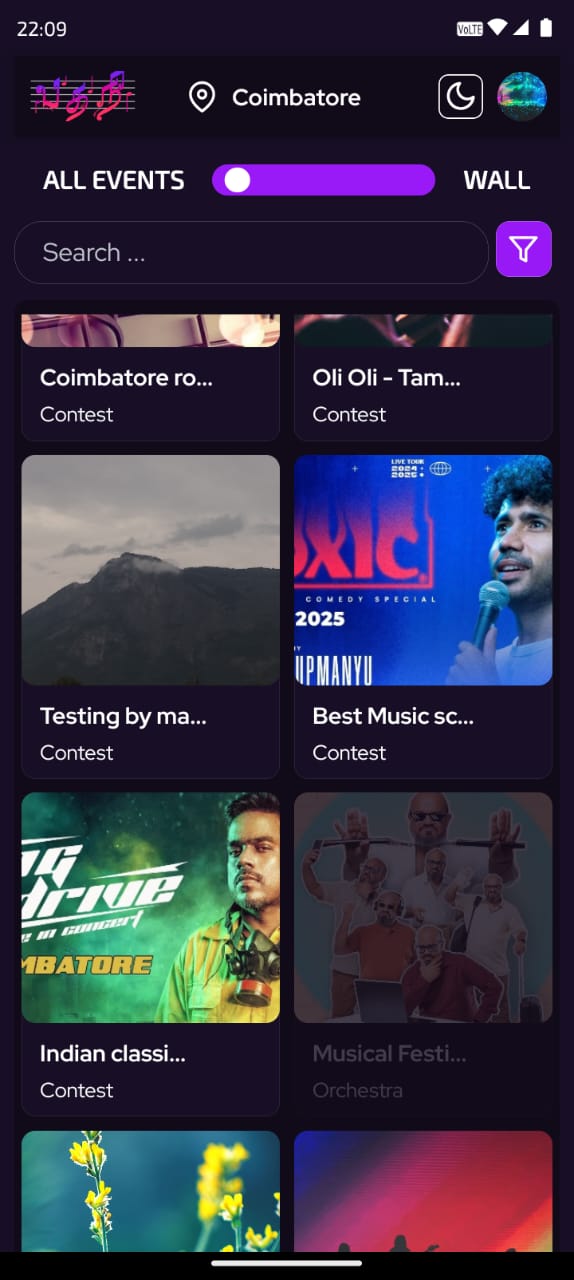 22:09
VoLTE
Coimbatore
ALL EVENTS
WALL
Search ...
Coimbatore ro...
Contest
Oli Oli - Tam...
Contest
LIVE TOUR
2024 -
2025
OXIC
COMEDY SPECIAL
2025
UPMANYU
Testing by ma...
Contest
Best Music sc...
Contest
NG
drive
e in concert
MBATORE
Indian classi...
Contest
Musical Festi...
Orchestra